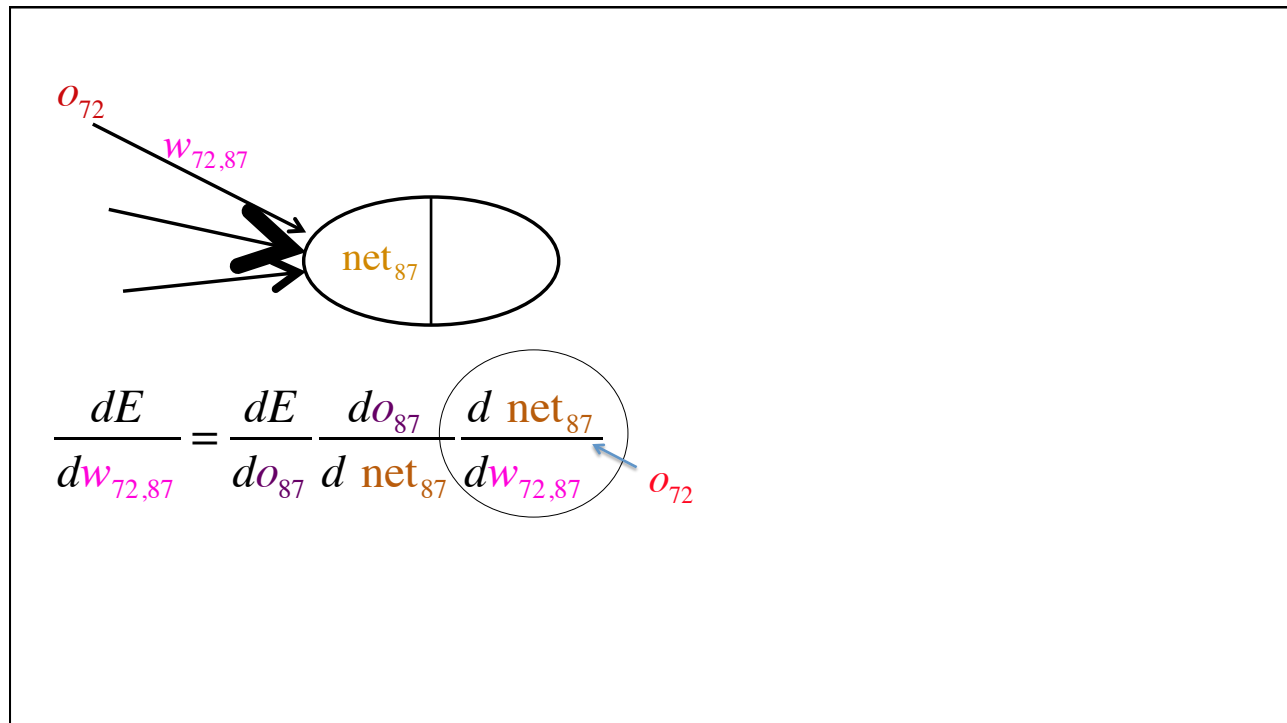 o₇₂
w₇₂,₈₇
net₈₇
dE/dw₇₂,₈₇ = dE/do₈₇ do₈₇/d net₈₇ d net₈₇/dw₇₂,₈₇
o₇₂